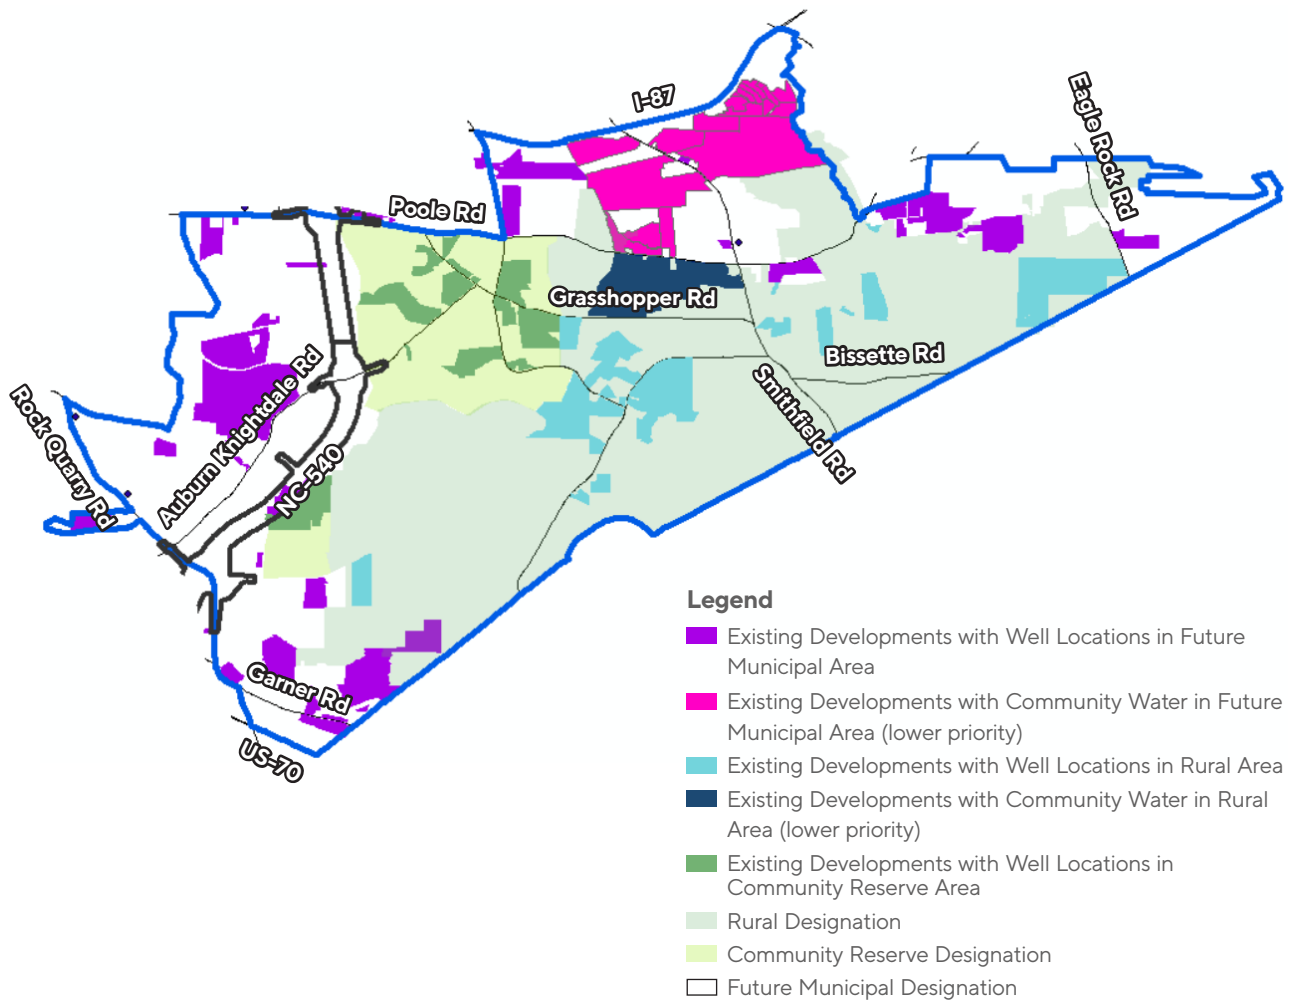 I-87
Eagle Rock Rd
Poole Rd
Grasshopper Rd
Bissette Rd
Smithfield Rd
Auburn Knightdale Rd
Rock Quarry Rd
NC-540
Garner Rd
US-70
Legend
Existing Developments with Well Locations in Future
Municipal Area
Existing Developments with Community Water in Future
Municipal Area (lower priority)
Existing Developments with Well Locations in Rural Area
Existing Developments with Community Water in Rural
Area (lower priority)
Existing Developments with Well Locations in
Community Reserve Area
Rural Designation
Community Reserve Designation
Future Municipal Designation